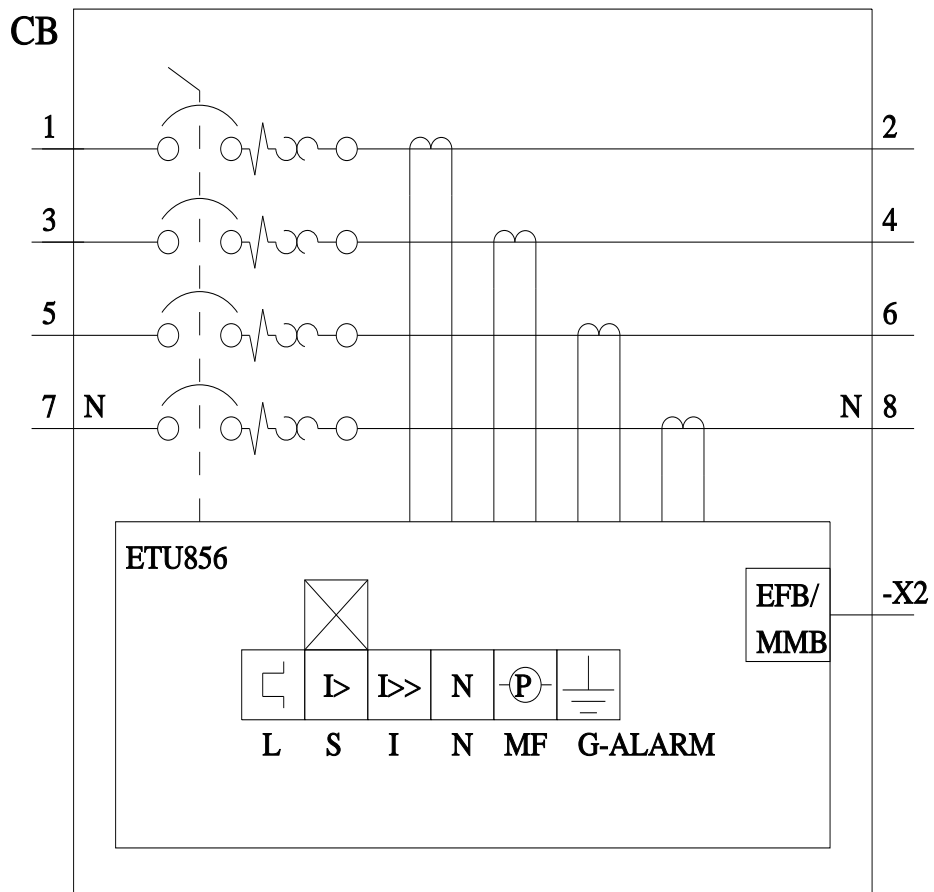 CB
1 2
3 4
5 6
7 N N 8
ETU856
EFB/ -X2
MMB
I> I>> N P
L S I N MF G-ALARM